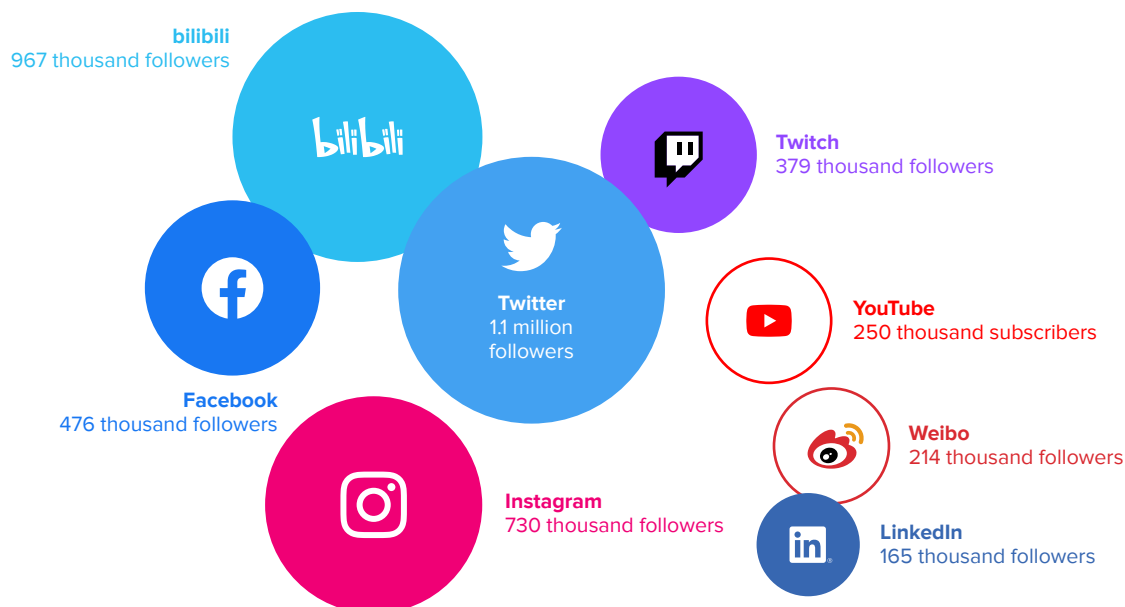 bilibili
967 thousand followers
bilibili
Twitch
379 thousand followers
Twitter
1.1 million
followers
YouTube
250 thousand subscribers
Facebook
476 thousand followers
Weibo
214 thousand followers
Instagram
730 thousand followers
in
LinkedIn
165 thousand followers